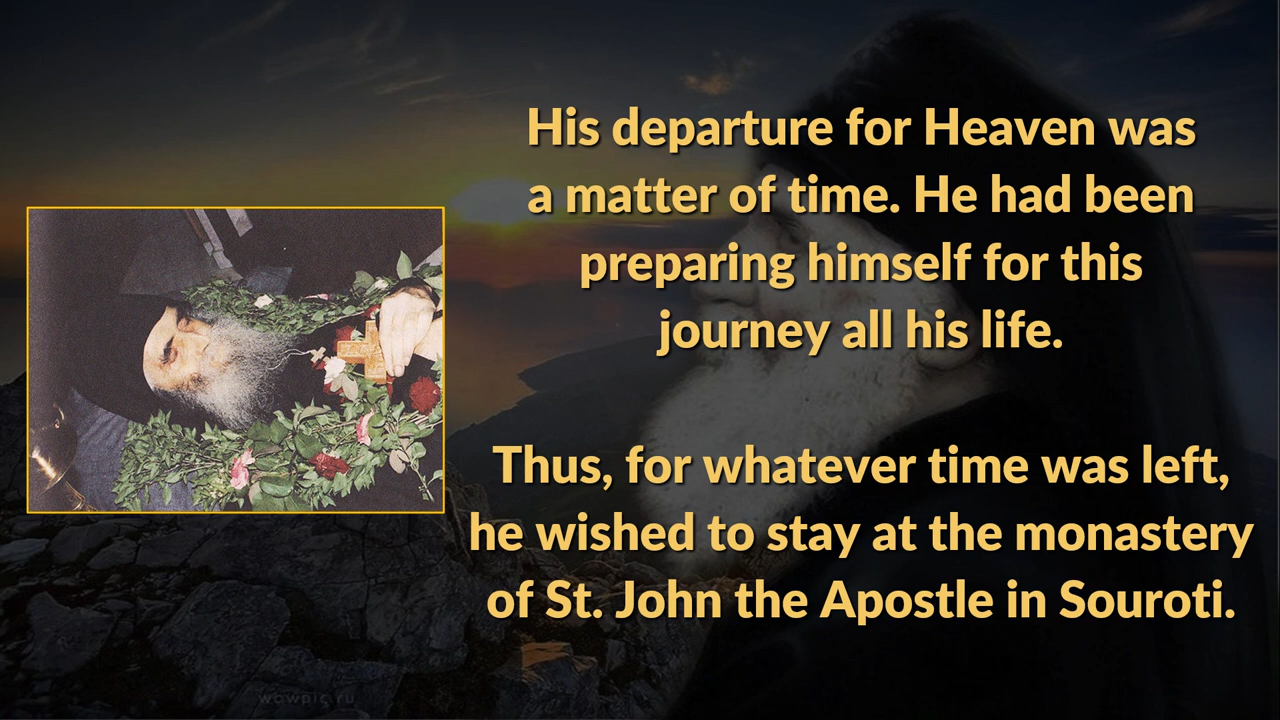 His departure for Heaven was
a matter of time. He had been
preparing himself for this
journey all his life.
Thus, for whatever time was left,
he wished to stay at the monastery
of St. John the Apostle in Souroti.
wowpic.ru